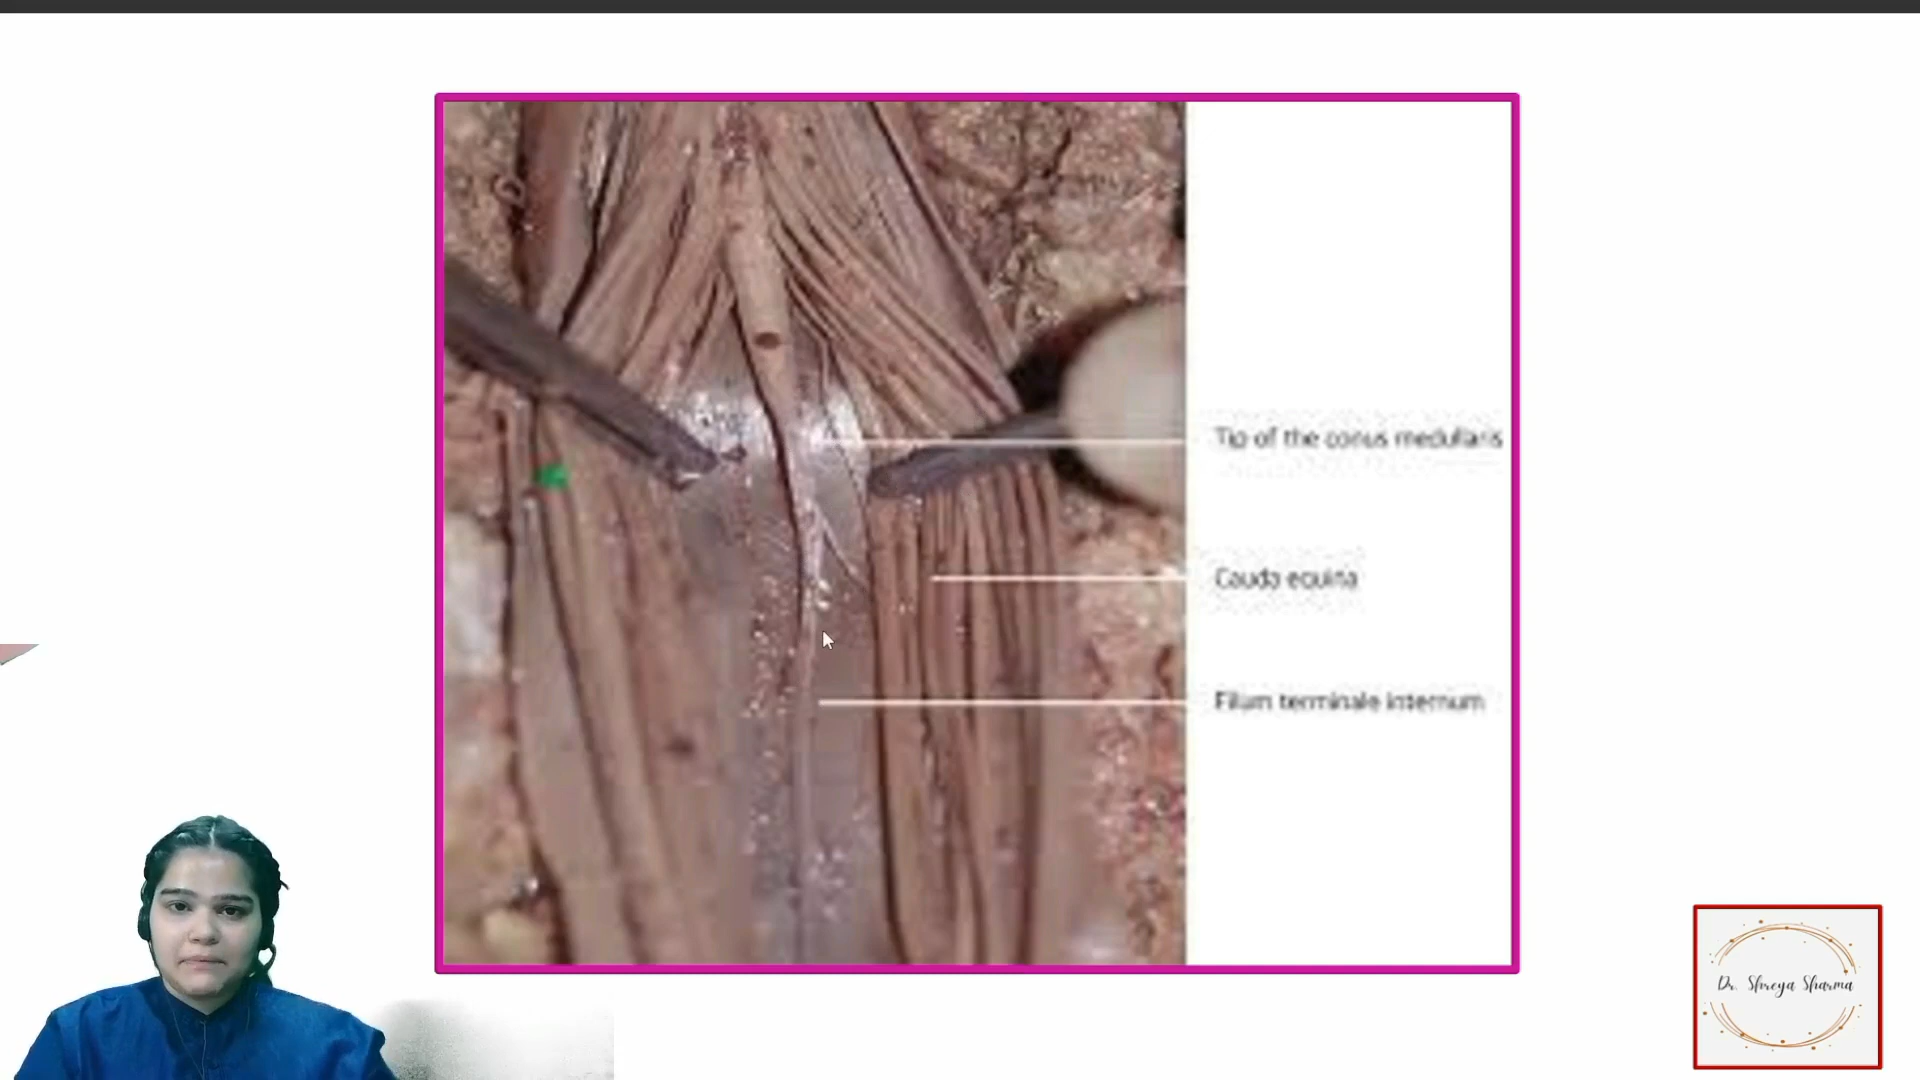 Tip of the conus medullaris
Cauda equina
Filum terminale internum
Dr. Shreya Sharma